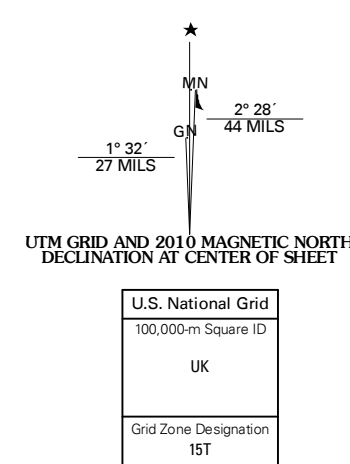 ★
MN
GN
2° 28´
44 MILS
1° 32´
27 MILS
UTM GRID AND 2010 MAGNETIC NORTH
DECLINATION AT CENTER OF SHEET
U.S. National Grid
100,000-m Square ID
UK
Grid Zone Designation
15T